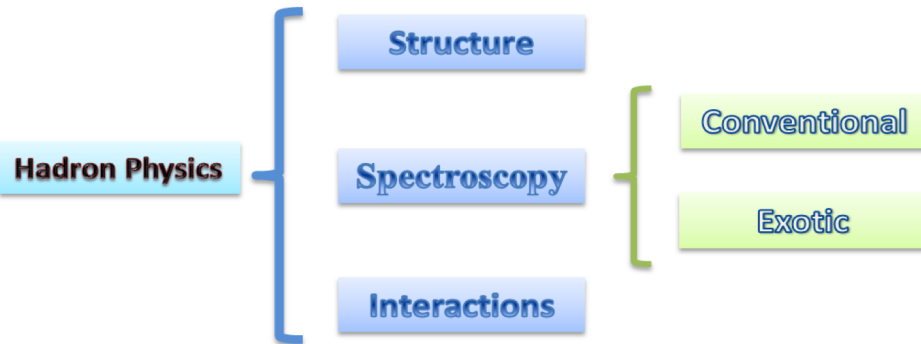 Hadron Physics
Structure
Spectroscopy
Interactions
Conventional
Exotic